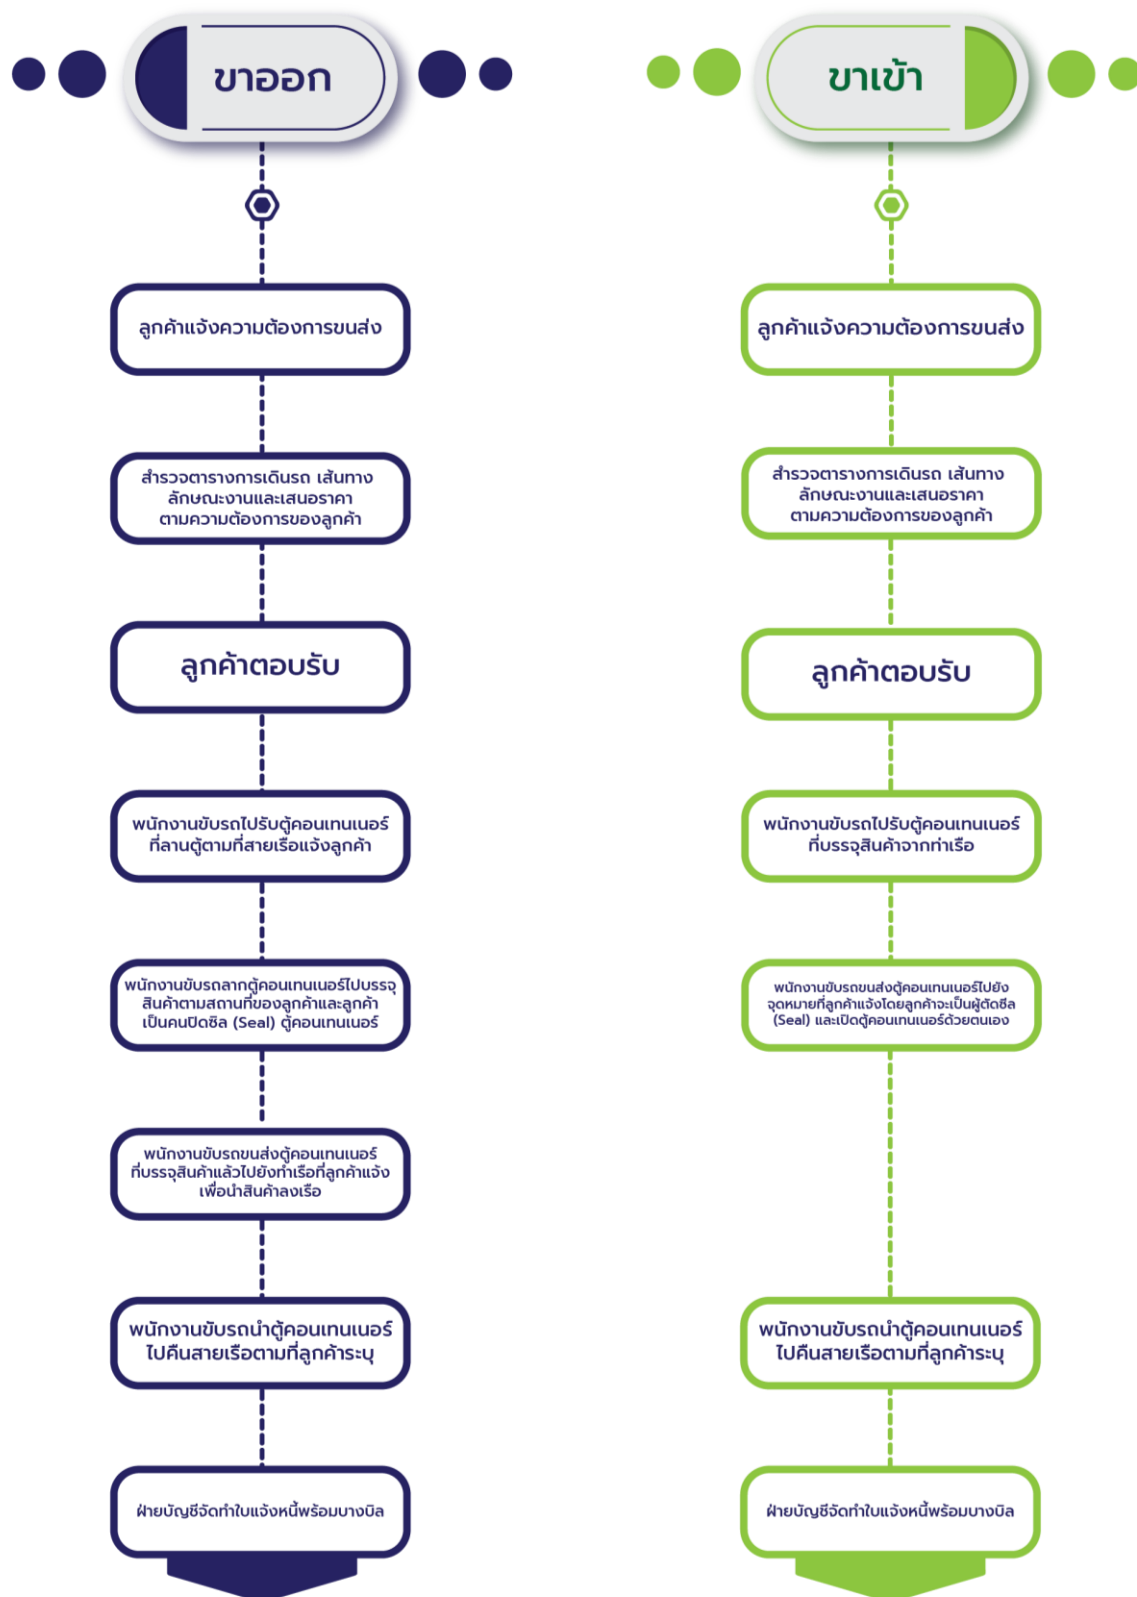 ขาออก
ลูกค้าแจ้งความต้องการขนส่ง
สำรวจตารางการเดินรถ เส้นทาง
ลักษณะงานและเสนอราคา
ตามความต้องการของลูกค้า
ลูกค้าตอบรับ
พนักงานขับรถไปรับตู้คอนเทนเนอร์
ที่ลานตู้ตามที่สายเรือแจ้งลูกค้า
พนักงานขับรถลากตู้คอนเทนเนอร์ไปบรรจุ
สินค้าตามสถานที่ของลูกค้าและลูกค้า
เป็นคนปิดซิล (Seal) ตู้คอนเทนเนอร์
พนักงานขับรถขนส่งตู้คอนเทนเนอร์
ที่บรรจุสินค้าแล้วไปยังทำเรือที่ลูกค้าแจ้ง
เพื่อนำสินค้าลงเรือ
พนักงานขับรถนำตู้คอนเทนเนอร์
ไปคืนสายเรือตามที่ลูกค้าระบุ
ฝ่ายบัญชีจัดทำใบแจ้งหนี้พร้อมบางบิล
ขาเข้า
ลูกค้าแจ้งความต้องการขนส่ง
สำรวจตารางการเดินรถ เส้นทาง
ลักษณะงานและเสนอราคา
ตามความต้องการของลูกค้า
ลูกค้าตอบรับ
พนักงานขับรถไปรับตู้คอนเทนเนอร์
ที่บรรจุสินค้าจากท่าเรือ
พนักงานขับรถขนส่งตู้คอนเทนเนอร์ไปยัง
จุดหมายที่ลูกค้าแจ้งโดยลูกค้าจะเป็นผู้ตัดซีล
(Seal) และเปิดตู้คอนเทนเนอร์ด้วยตนเอง
พนักงานขับรถนำตู้คอนเทนเนอร์
ไปคืนสายเรือตามที่ลูกค้าระบุ
ฝ่ายบัญชีจัดทำใบแจ้งหนี้พร้อมบางบิล